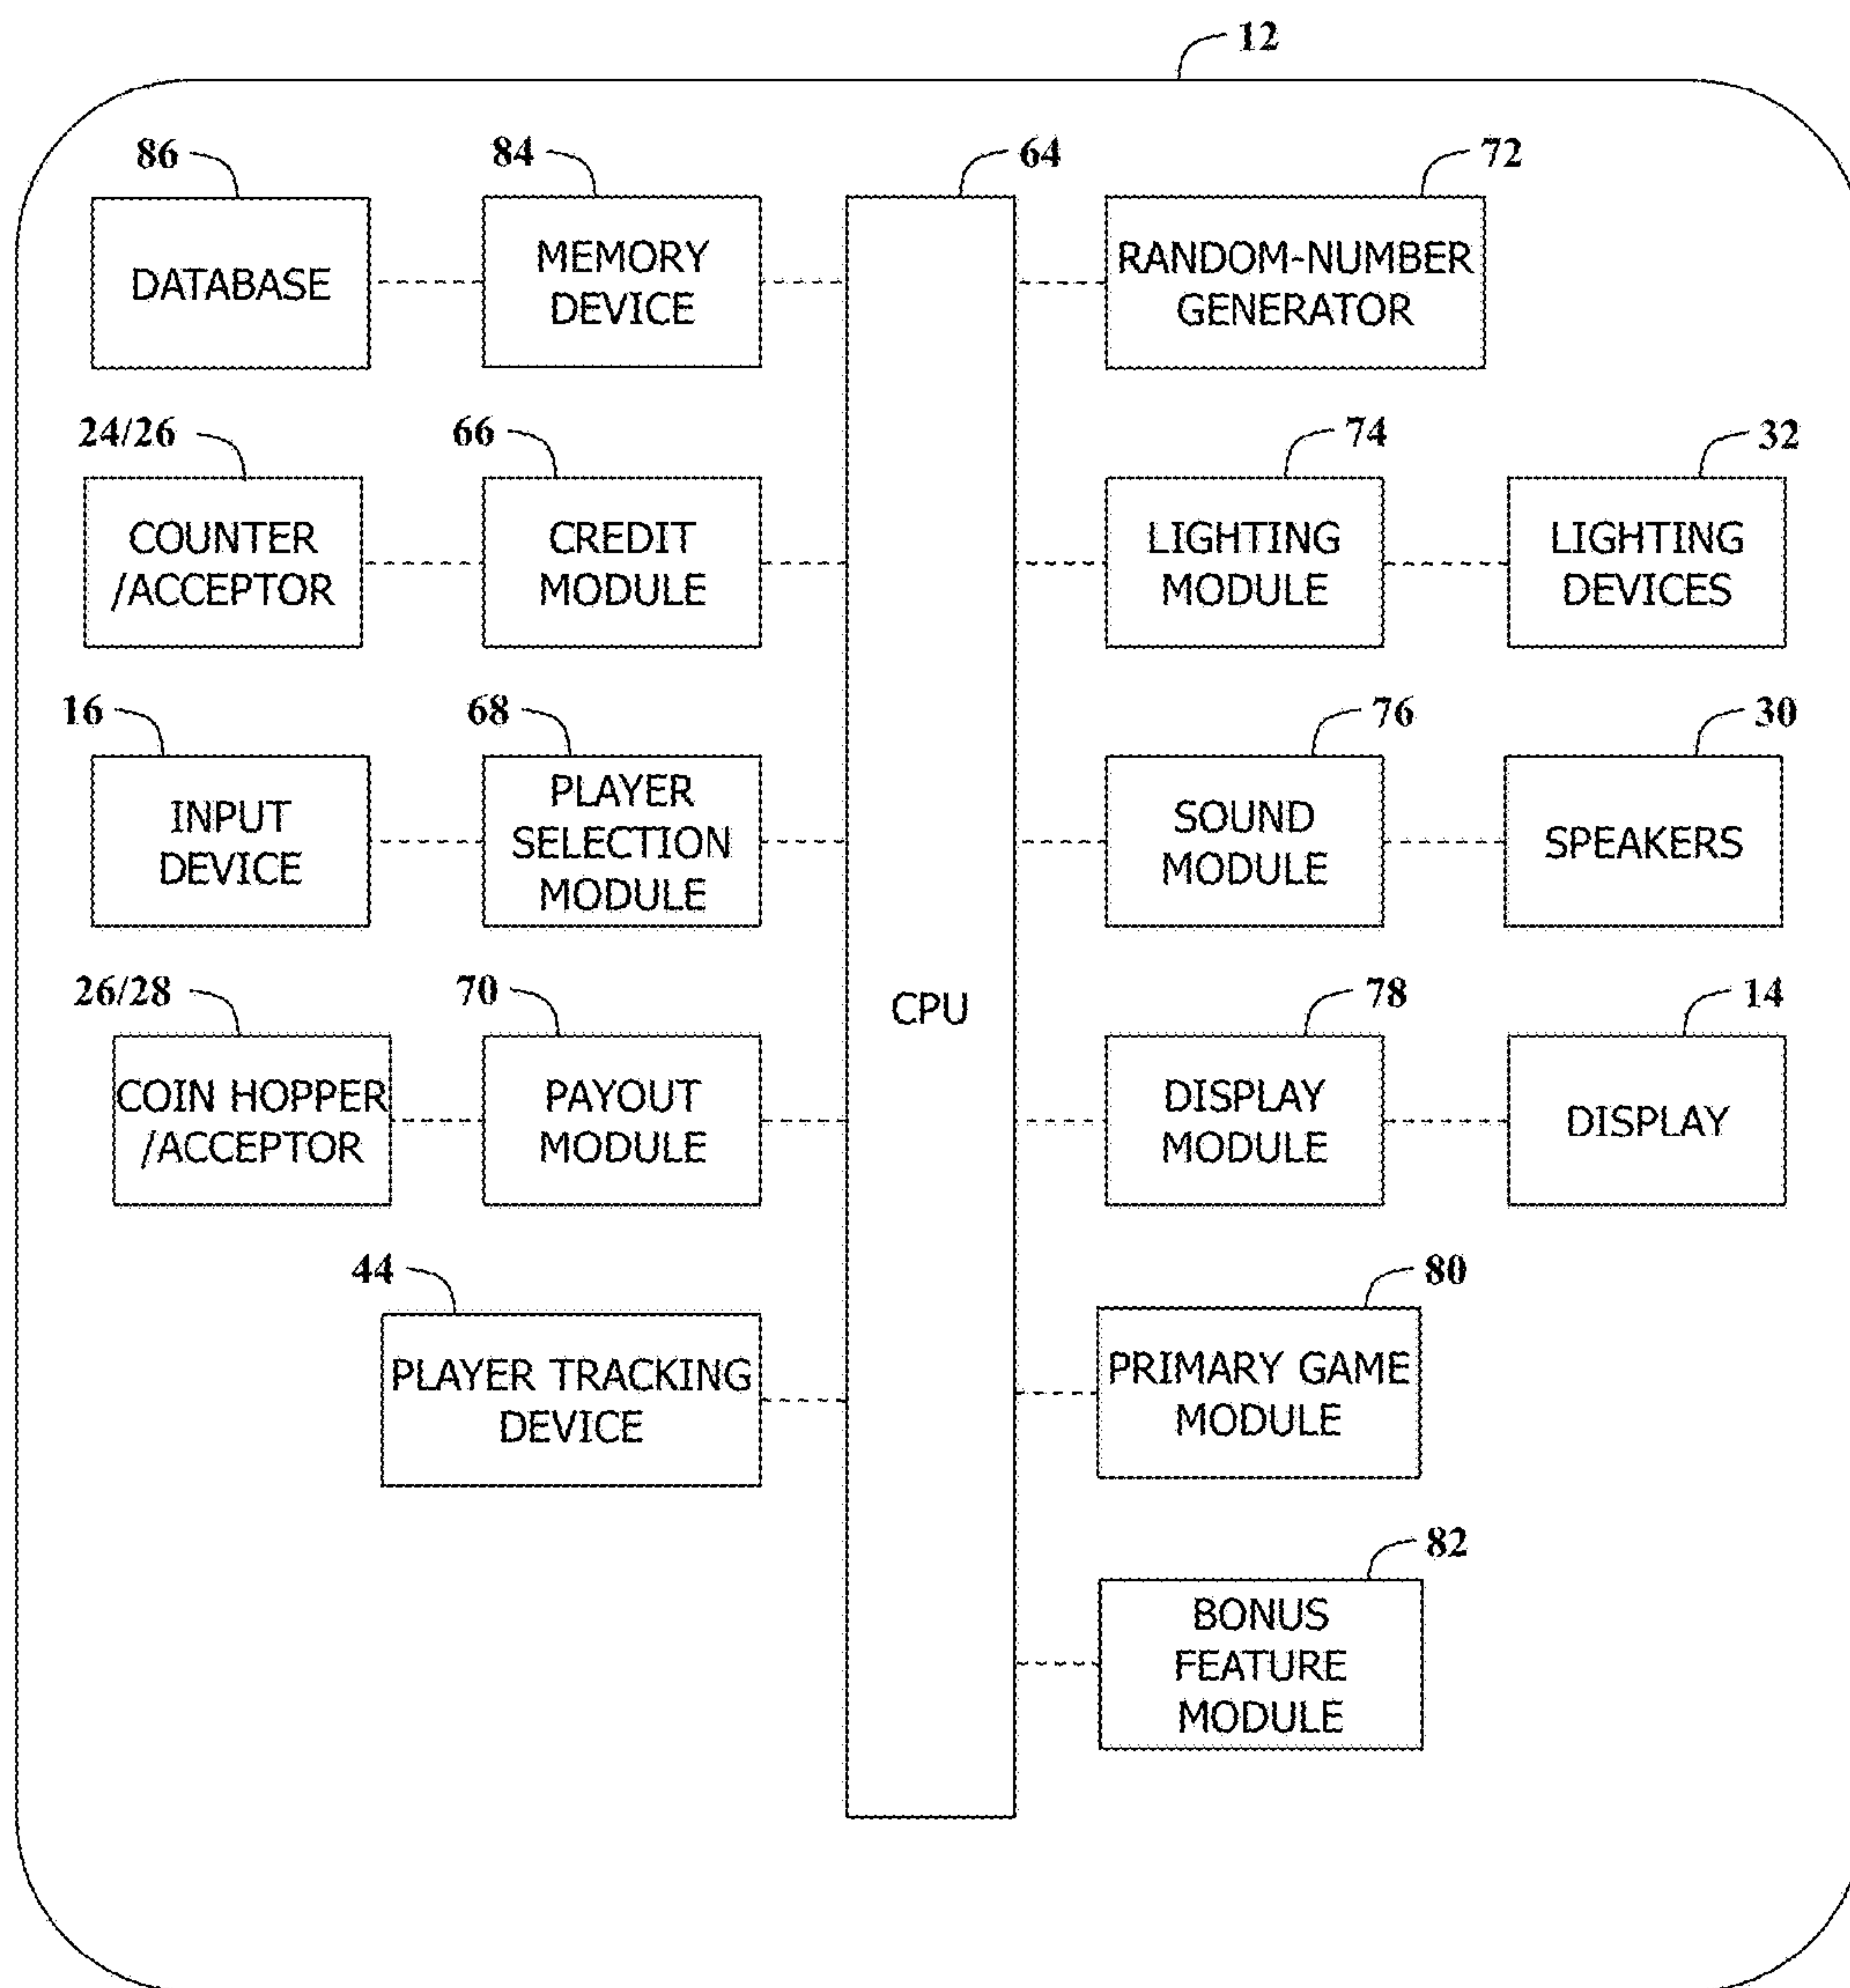 12
86
84
64
72
DATABASE
MEMORY
DEVICE
RANDOM-NUMBER
GENERATOR
24/26
66
74
32
COUNTER
/ACCEPTOR
CREDIT
MODULE
LIGHTING
MODULE
LIGHTING
DEVICES
16
68
76
30
INPUT
DEVICE
PLAYER
SELECTION
MODULE
SOUND
MODULE
SPEAKERS
26/28
70
CPU
78
14
COIN HOPPER
/ACCEPTOR
PAYOUT
MODULE
DISPLAY
MODULE
DISPLAY
44
80
PLAYER TRACKING
DEVICE
PRIMARY GAME
MODULE
82
BONUS
FEATURE
MODULE